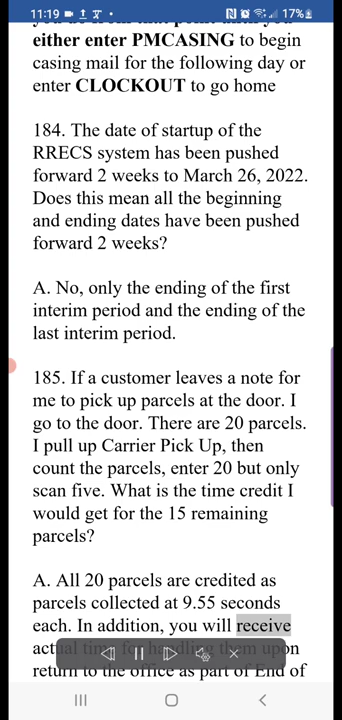 11:19
17%
either enter PMCASING to begin
casing mail for the following day or
enter CLOCKOUT to go home
184. The date of startup of the
RRECS system has been pushed
forward 2 weeks to March 26, 2022.
Does this mean all the beginning
and ending dates have been pushed
forward 2 weeks?
A. No, only the ending of the first
interim period and the ending of the
last interim period.
185. If a customer leaves a note for
me to pick up parcels at the door. I
go to the door. There are 20 parcels.
I pull up Carrier Pick Up, then
count the parcels, enter 20 but only
scan five. What is the time credit I
would get for the 15 remaining
parcels?
A. All 20 parcels are credited as
parcels collected at 9.55 seconds
each. In addition, you will receive
actual time for handling them upon
return to the office as part of End of